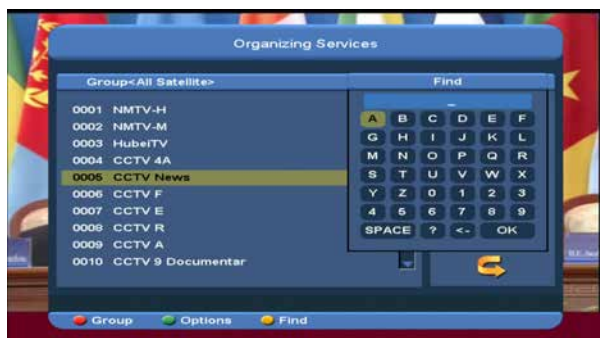 Organizing Services
Group<All Satellite>
0001 NMTV-H
0002 NMTV-M
0003 HubeiTV
0004 CCTV 4A
0005 CCTV News
0006 CCTV F
0007 CCTV E
0008 CCTV R
0009 CCTV A
0010 CCTV 9 Documentar
Find
_
A B C D E F
G H I J K L
M N O P Q R
S T U V W X
Y Z 0 1 2 3
4 5 6 7 8 9
SPACE ? <- OK
Group Options Find